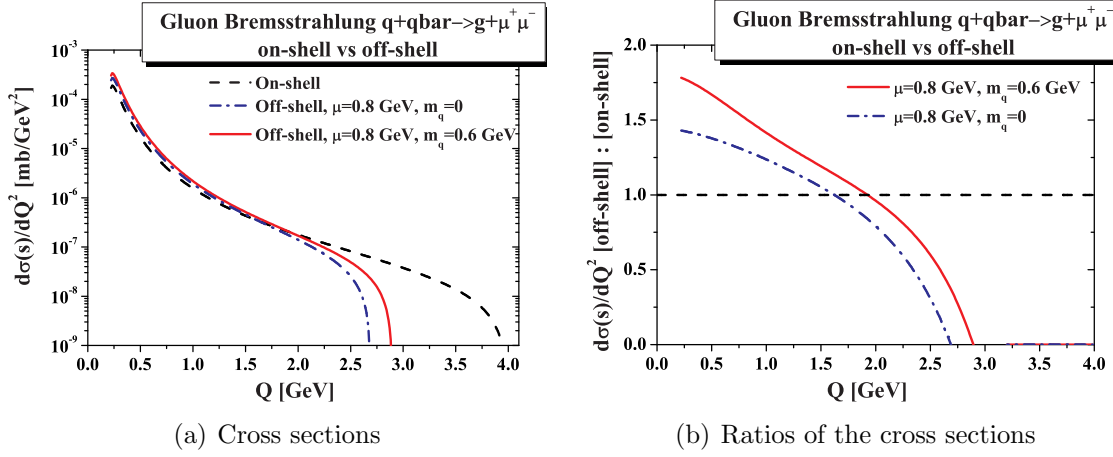 Gluon Bremsstrahlung q+qbar->g+μ⁺μ⁻
on-shell vs off-shell
10⁻³
10⁻⁴
10⁻⁵
10⁻⁶
10⁻⁷
10⁻⁸
10⁻⁹
dσ(s)/dQ² [mb/GeV²]
On-shell
Off-shell, μ=0.8 GeV, m_q=0
Off-shell, μ=0.8 GeV, m_q=0.6 GeV
0.0 0.5 1.0 1.5 2.0 2.5 3.0 3.5 4.0
Q [GeV]
(a) Cross sections
Gluon Bremsstrahlung q+qbar->g+μ⁺μ⁻
on-shell vs off-shell
2.0
1.5
1.0
0.5
0.0
dσ(s)/dQ² [off-shell] : [on-shell]
μ=0.8 GeV, m_q=0.6 GeV
μ=0.8 GeV, m_q=0
0.0 0.5 1.0 1.5 2.0 2.5 3.0 3.5 4.0
Q [GeV]
(b) Ratios of the cross sections